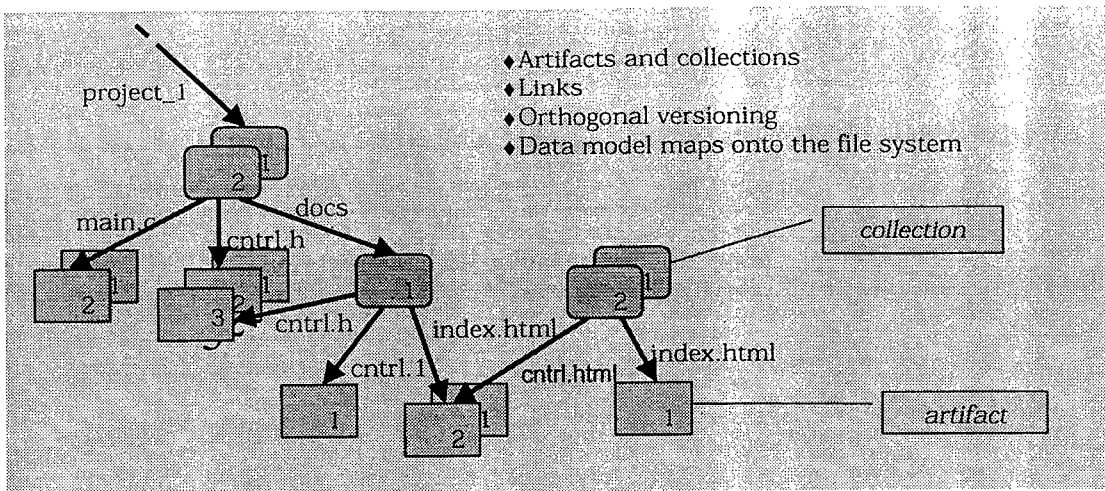 ♦Artifacts and collections
♦Links
♦Orthogonal versioning
♦Data model maps onto the file system
project_1
1
2
main.c
cntrl.h
docs
collection
1
2
1
2
3
1
1
2
cntrl.h
index.html
cntrl.1
cntrl.html
index.html
1
1
2
1
artifact